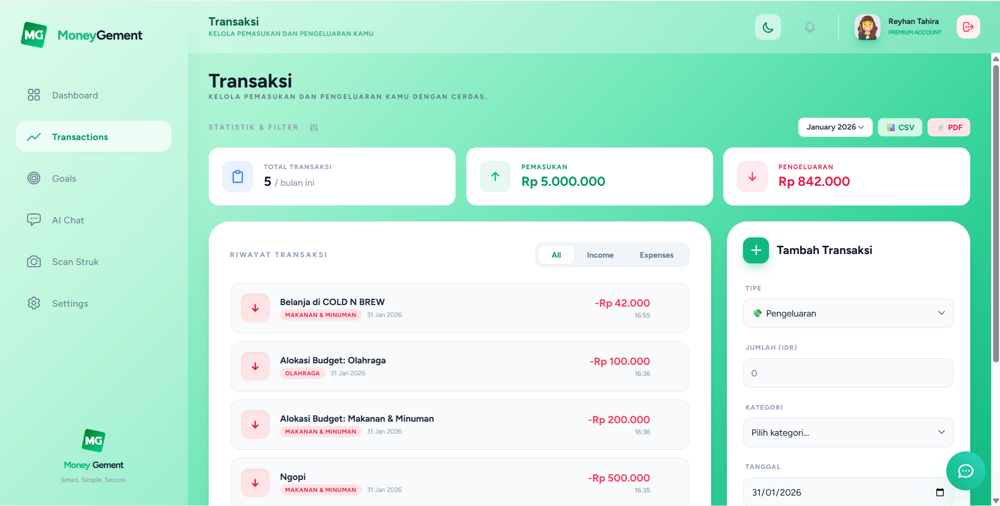 MG
MoneyGement
Dashboard
Transactions
Goals
AI Chat
Scan Struk
Settings
MG
Money Gement
Smart. Simple. Secure.
Transaksi
KELOLA PEMASUKAN DAN PENGELUARAN KAMU
Reyhan Tahira
PREMIUM ACCOUNT
Transaksi
KELOLA PEMASUKAN DAN PENGELUARAN KAMU DENGAN CERDAS.
STATISTIK & FILTER
January 2026
CSV
PDF
TOTAL TRANSAKSI
5 / bulan ini
PEMASUKAN
Rp 5.000.000
PENGELUARAN
Rp 842.000
RIWAYAT TRANSAKSI
All
Income
Expenses
Belanja di COLD N BREW
MAKANAN & MINUMAN
31 Jan 2026
-Rp 42.000
16:55
Alokasi Budget: Olahraga
OLAHRAGA
31 Jan 2026
-Rp 100.000
16:36
Alokasi Budget: Makanan & Minuman
MAKANAN & MINUMAN
31 Jan 2026
-Rp 200.000
16:36
Ngopi
MAKANAN & MINUMAN
31 Jan 2026
-Rp 500.000
16:35
Tambah Transaksi
TIPE
Pengeluaran
JUMLAH (IDR)
0
KATEGORI
Pilih kategori...
TANGGAL
31/01/2026